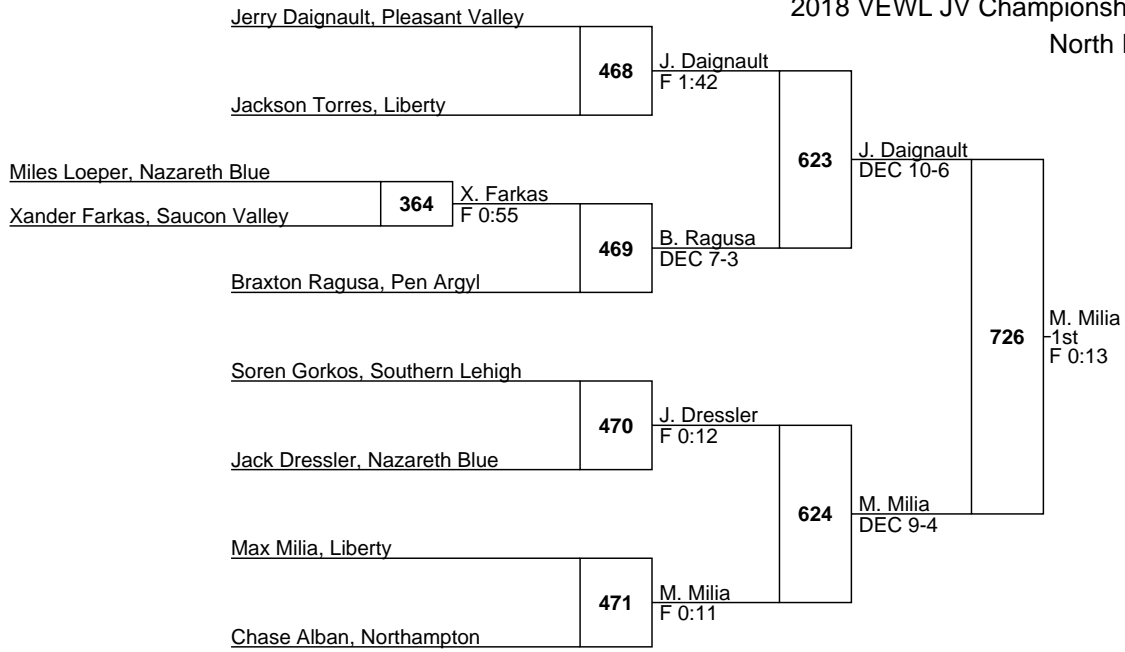 2018 VEWL JV Championsh
North
Jerry Daignault, Pleasant Valley
468
J. Daignault
F 1:42
Jackson Torres, Liberty
623
J. Daignault
DEC 10-6
Miles Loeper, Nazareth Blue
364
X. Farkas
F 0:55
Xander Farkas, Saucon Valley
469
B. Ragusa
DEC 7-3
Braxton Ragusa, Pen Argyl
726
M. Milia
1st
F 0:13
Soren Gorkos, Southern Lehigh
470
J. Dressler
F 0:12
Jack Dressler, Nazareth Blue
624
M. Milia
DEC 9-4
Max Milia, Liberty
471
M. Milia
F 0:11
Chase Alban, Northampton